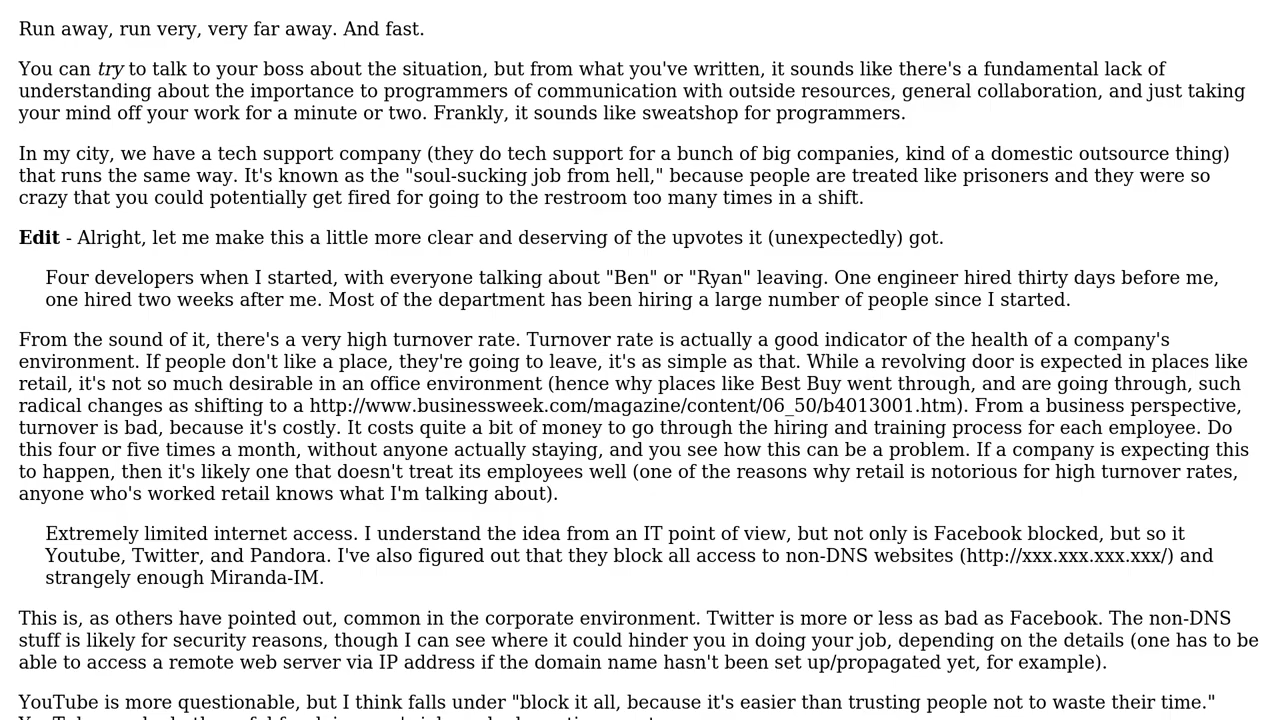 Run away, run very, very far away. And fast.
You can try to talk to your boss about the situation, but from what you've written, it sounds like there's a fundamental lack of
understanding about the importance to programmers of communication with outside resources, general collaboration, and just taking
your mind off your work for a minute or two. Frankly, it sounds like sweatshop for programmers.
In my city, we have a tech support company (they do tech support for a bunch of big companies, kind of a domestic outsource thing)
that runs the same way. It's known as the "soul-sucking job from hell," because people are treated like prisoners and they were so
crazy that you could potentially get fired for going to the restroom too many times in a shift.
Edit - Alright, let me make this a little more clear and deserving of the upvotes it (unexpectedly) got.
Four developers when I started, with everyone talking about "Ben" or "Ryan" leaving. One engineer hired thirty days before me,
one hired two weeks after me. Most of the department has been hiring a large number of people since I started.
From the sound of it, there's a very high turnover rate. Turnover rate is actually a good indicator of the health of a company's
environment. If people don't like a place, they're going to leave, it's as simple as that. While a revolving door is expected in places like
retail, it's not so much desirable in an office environment (hence why places like Best Buy went through, and are going through, such
radical changes as shifting to a http://www.businessweek.com/magazine/content/06_50/b4013001.htm). From a business perspective,
turnover is bad, because it's costly. It costs quite a bit of money to go through the hiring and training process for each employee. Do
this four or five times a month, without anyone actually staying, and you see how this can be a problem. If a company is expecting this
to happen, then it's likely one that doesn't treat its employees well (one of the reasons why retail is notorious for high turnover rates,
anyone who's worked retail knows what I'm talking about).
Extremely limited internet access. I understand the idea from an IT point of view, but not only is Facebook blocked, but so it
Youtube, Twitter, and Pandora. I've also figured out that they block all access to non-DNS websites (http://xxx.xxx.xxx.xxx/) and
strangely enough Miranda-IM.
This is, as others have pointed out, common in the corporate environment. Twitter is more or less as bad as Facebook. The non-DNS
stuff is likely for security reasons, though I can see where it could hinder you in doing your job, depending on the details (one has to be
able to access a remote web server via IP address if the domain name hasn't been set up/propagated yet, for example).
YouTube is more questionable, but I think falls under "block it all, because it's easier than trusting people not to waste their time."